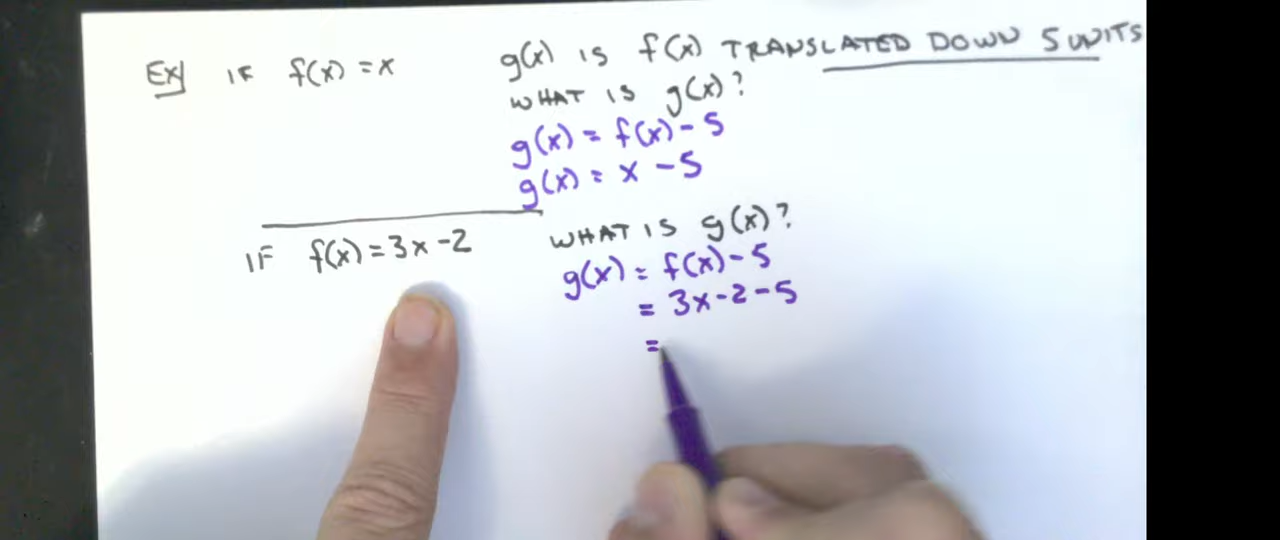 Ex] IF f(x) = x g(x) IS f(x) TRANSLATED DOWN 5 UNITS
WHAT IS g(x)?
g(x) = f(x) - 5
g(x) = x - 5
IF f(x) = 3x - 2 WHAT IS g(x)?
g(x) = f(x) - 5
= 3x - 2 - 5
=